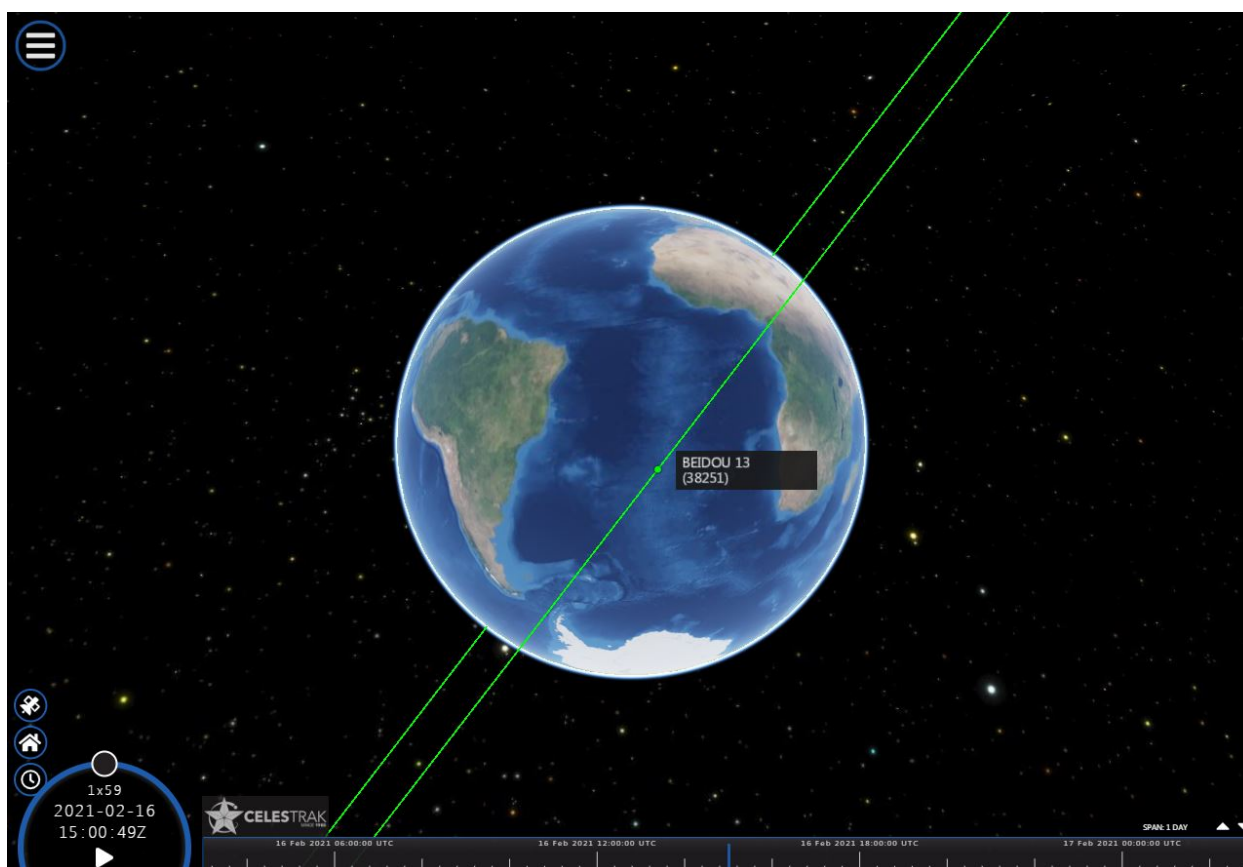 BEIDOU 13
(38251)
1x59
2021-02-16
15:00:49Z
CELESTRAK
SINCE 1985
SPAN: 1 DAY
16 Feb 2021 06:00:00 UTC
16 Feb 2021 12:00:00 UTC
16 Feb 2021 18:00:00 UTC
17 Feb 2021 00:00:00 UTC